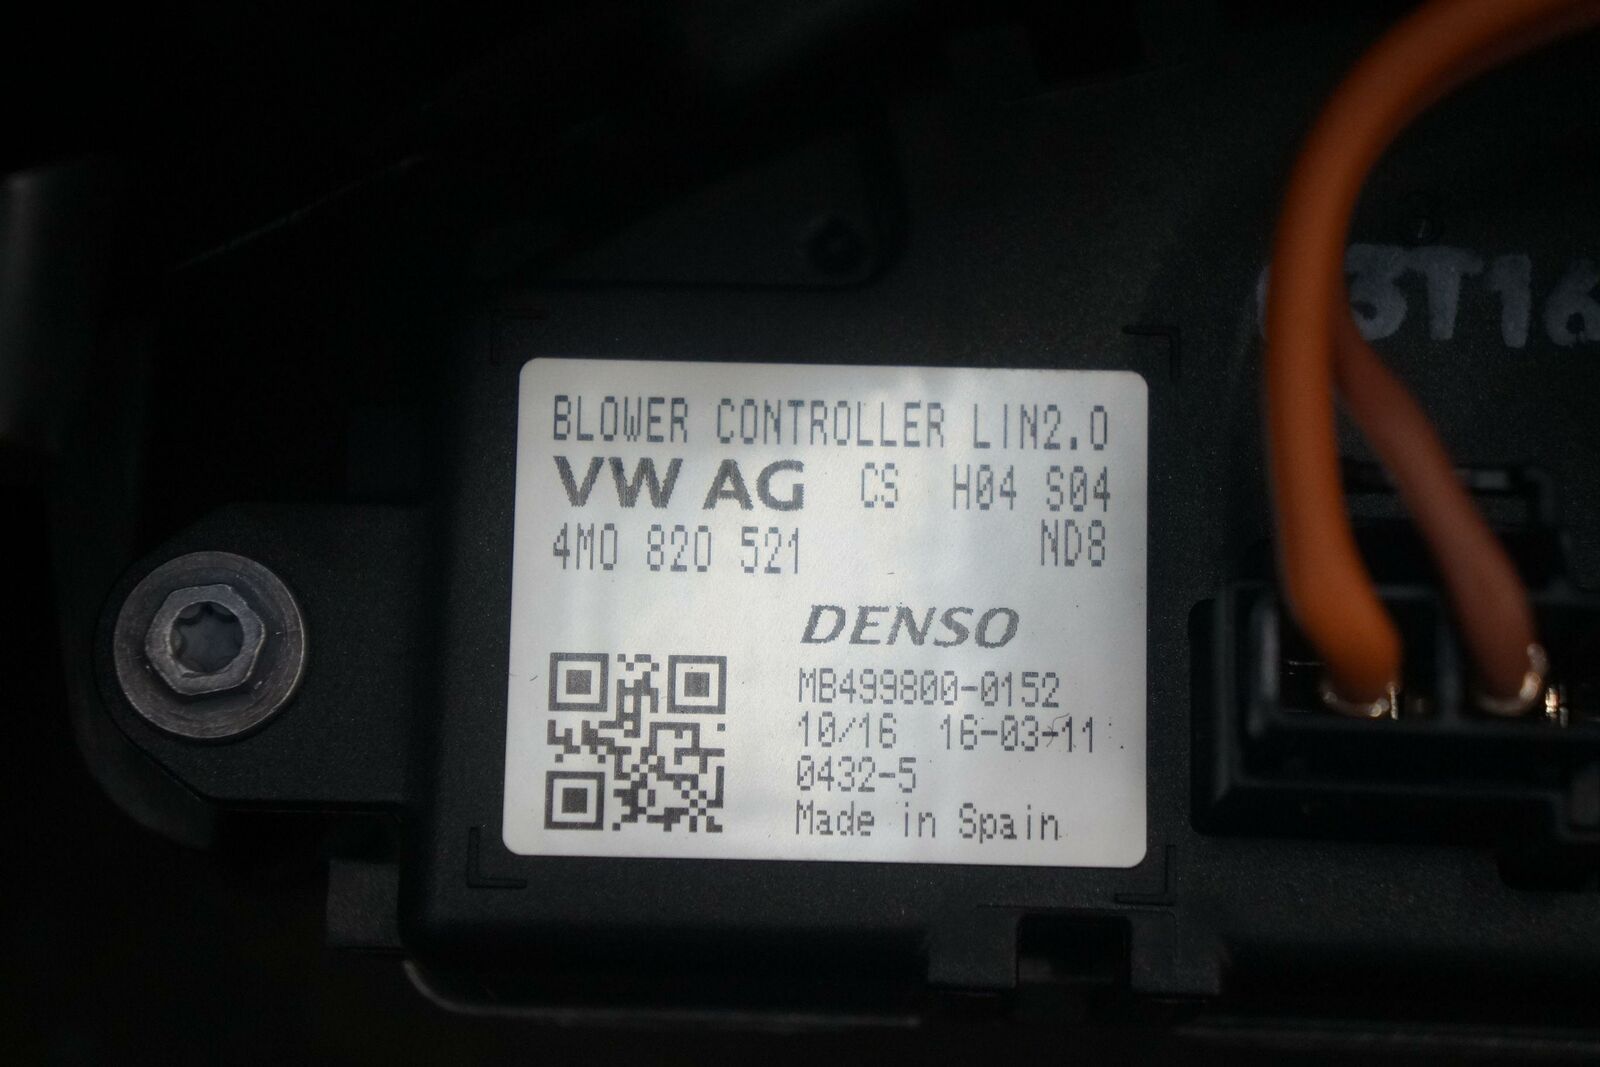 BLOWER CONTROLLER LIN2.0
VW AG CS H04 S04
4M0 820 521 ND8
DENSO
MB499800-0152
10/16 16-03-11
0432-5
Made in Spain